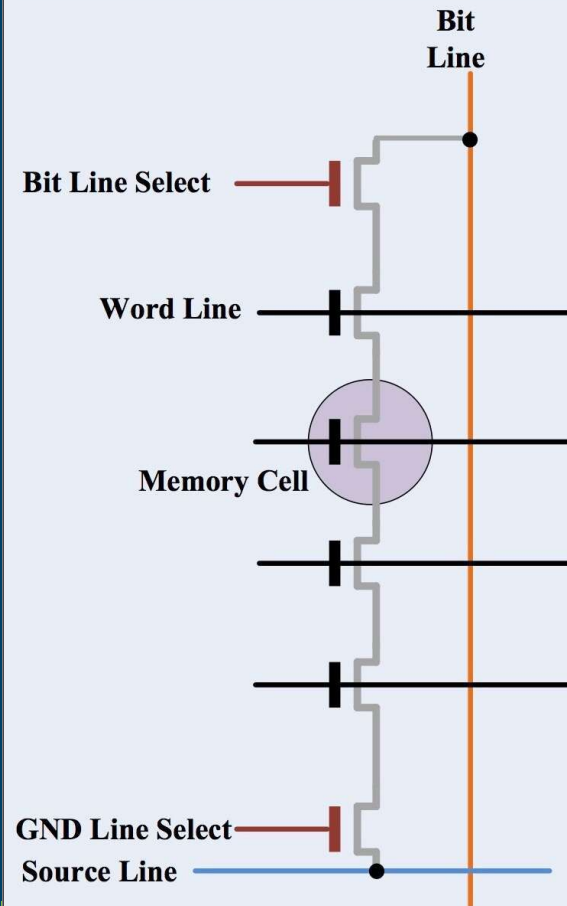 Bit
Line
Bit Line Select
Word Line
Memory Cell
GND Line Select
Source Line